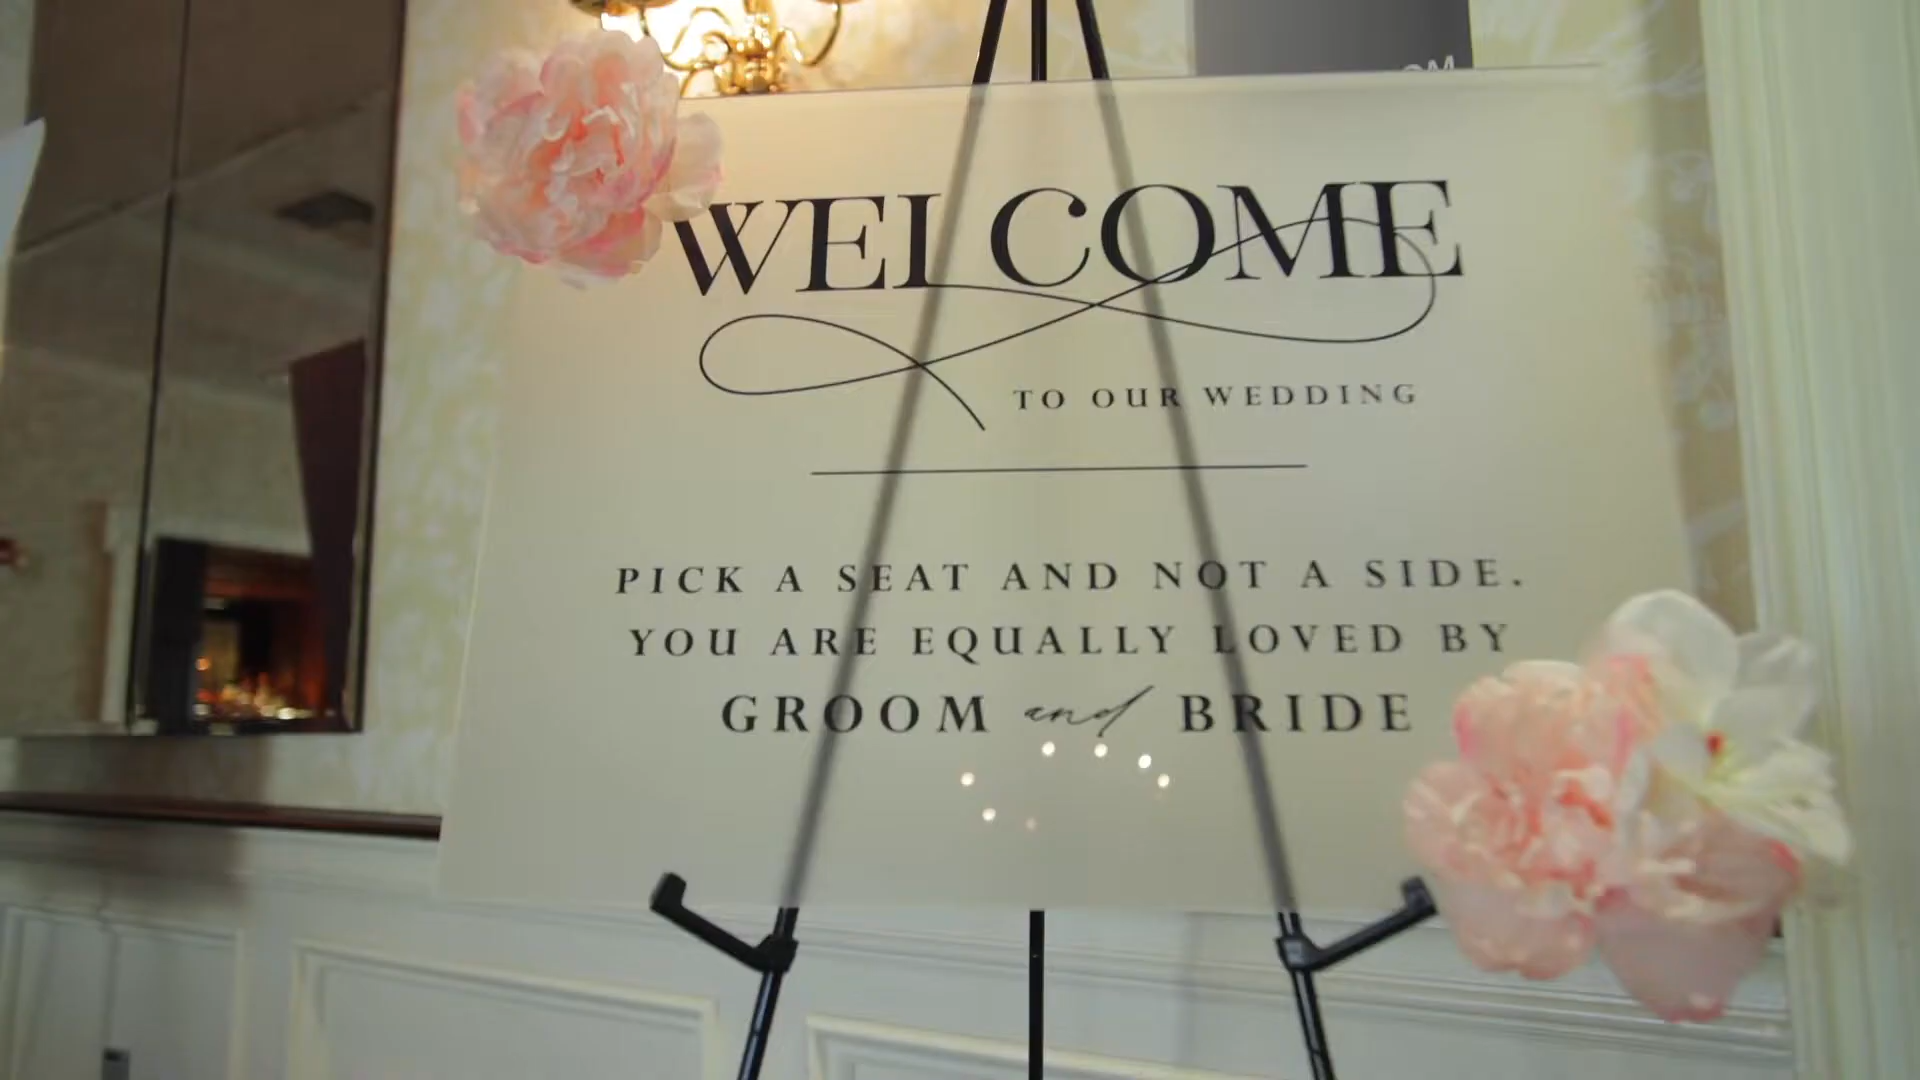 WELCOME
TO OUR WEDDING
PICK A SEAT AND NOT A SIDE.
YOU ARE EQUALLY LOVED BY
GROOM and BRIDE